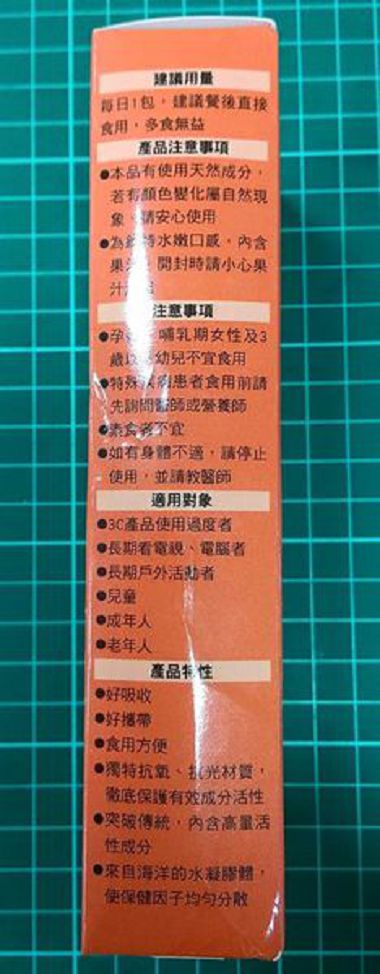 建議用量
每日1包，建議餐後直接
食用，多食無益
產品注意事項
●本品有使用天然成分，
若有顏色變化屬自然現
象 請安心使用
●為 水嫩口感，內含
果 開封時請小心果
汁
注意事項
●孕 哺乳期女性及3
歲以 幼兒不宜食用
●特殊疾病患者食用前請
先詢問醫師或營養師
●素食者不宜
●如有身體不適，請停止
使用，並請教醫師
適用對象
●3C產品使用過度者
●長期看電視、電腦者
●長期戶外活動者
●兒童
●成年人
●老年人
產品特性
●好吸收
●好攜帶
●食用方便
●獨特抗氧、抗光材質，
徹底保護有效成分活性
●突破傳統，內含高量活
性成分
●來自海洋的水凝膠體，
使保健因子均勻分散